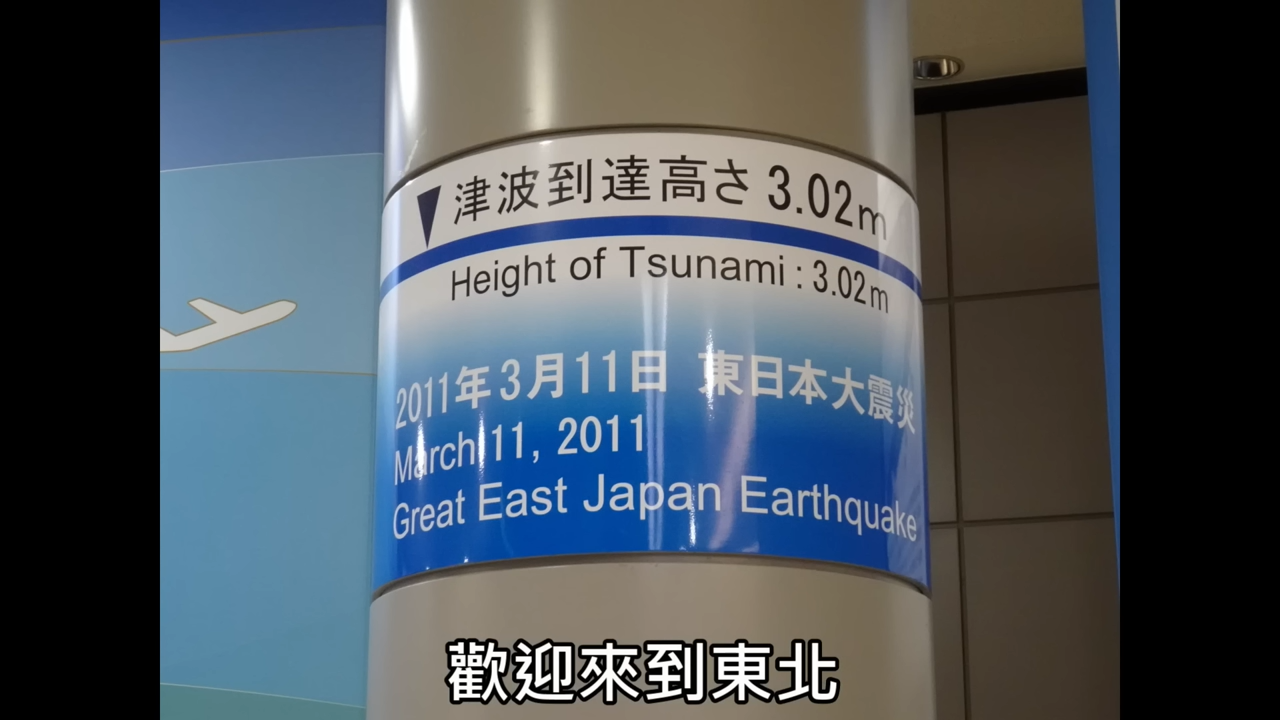 ▼津波到達高さ 3.02m
Height of Tsunami : 3.02m
2011年3月11日 東日本大震災
March 11, 2011
Great East Japan Earthquake
歡迎來到東北